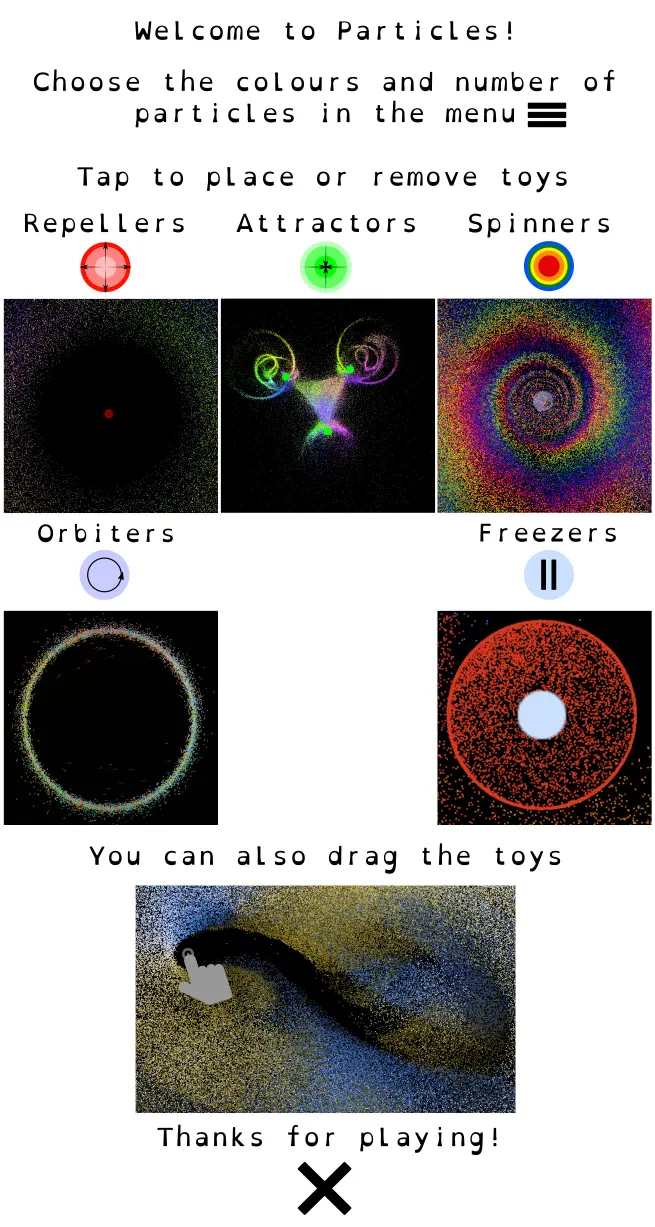 Welcome to Particles!
Choose the colours and number of
particles in the menu
Tap to place or remove toys
Repellers Attractors Spinners
Orbiters Freezers
You can also drag the toys
Thanks for playing!